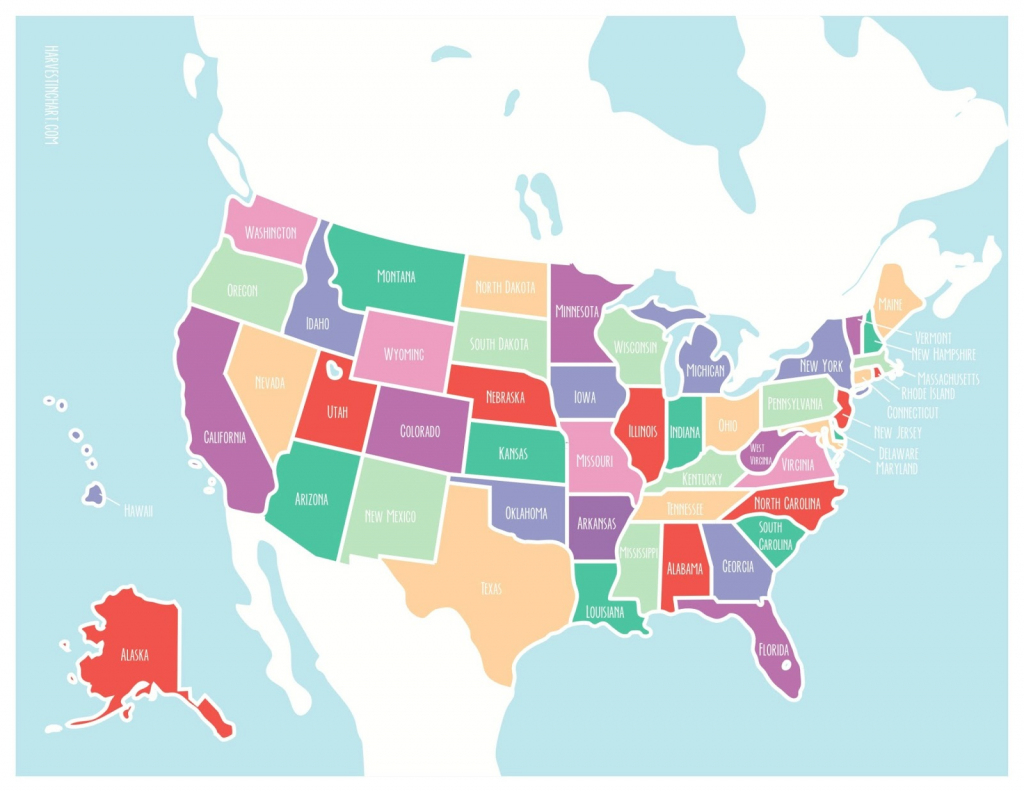 HARVESTINCHART.COM
WASHINGTON
OREGON
IDAHO
MONTANA
NORTH DAKOTA
MINNESOTA
SOUTH DAKOTA
WISCONSIN
MICHIGAN
WYOMING
NEVADA
UTAH
CALIFORNIA
COLORADO
NEBRASKA
IOWA
KANSAS
MISSOURI
ILLINOIS
INDIANA
OHIO
PENNSYLVANIA
NEW YORK
MAINE
VERMONT
NEW HAMPSHIRE
MASSACHUSETTS
RHODE ISLAND
CONNECTICUT
NEW JERSEY
DELAWARE
MARYLAND
WEST
VIRGINIA
VIRGINIA
KENTUCKY
TENNESSEE
NORTH CAROLINA
SOUTH
CAROLINA
ARIZONA
NEW MEXICO
OKLAHOMA
ARKANSAS
TEXAS
LOUISIANA
MISSISSIPPI
ALABAMA
GEORGIA
FLORIDA
HAWAII
ALASKA